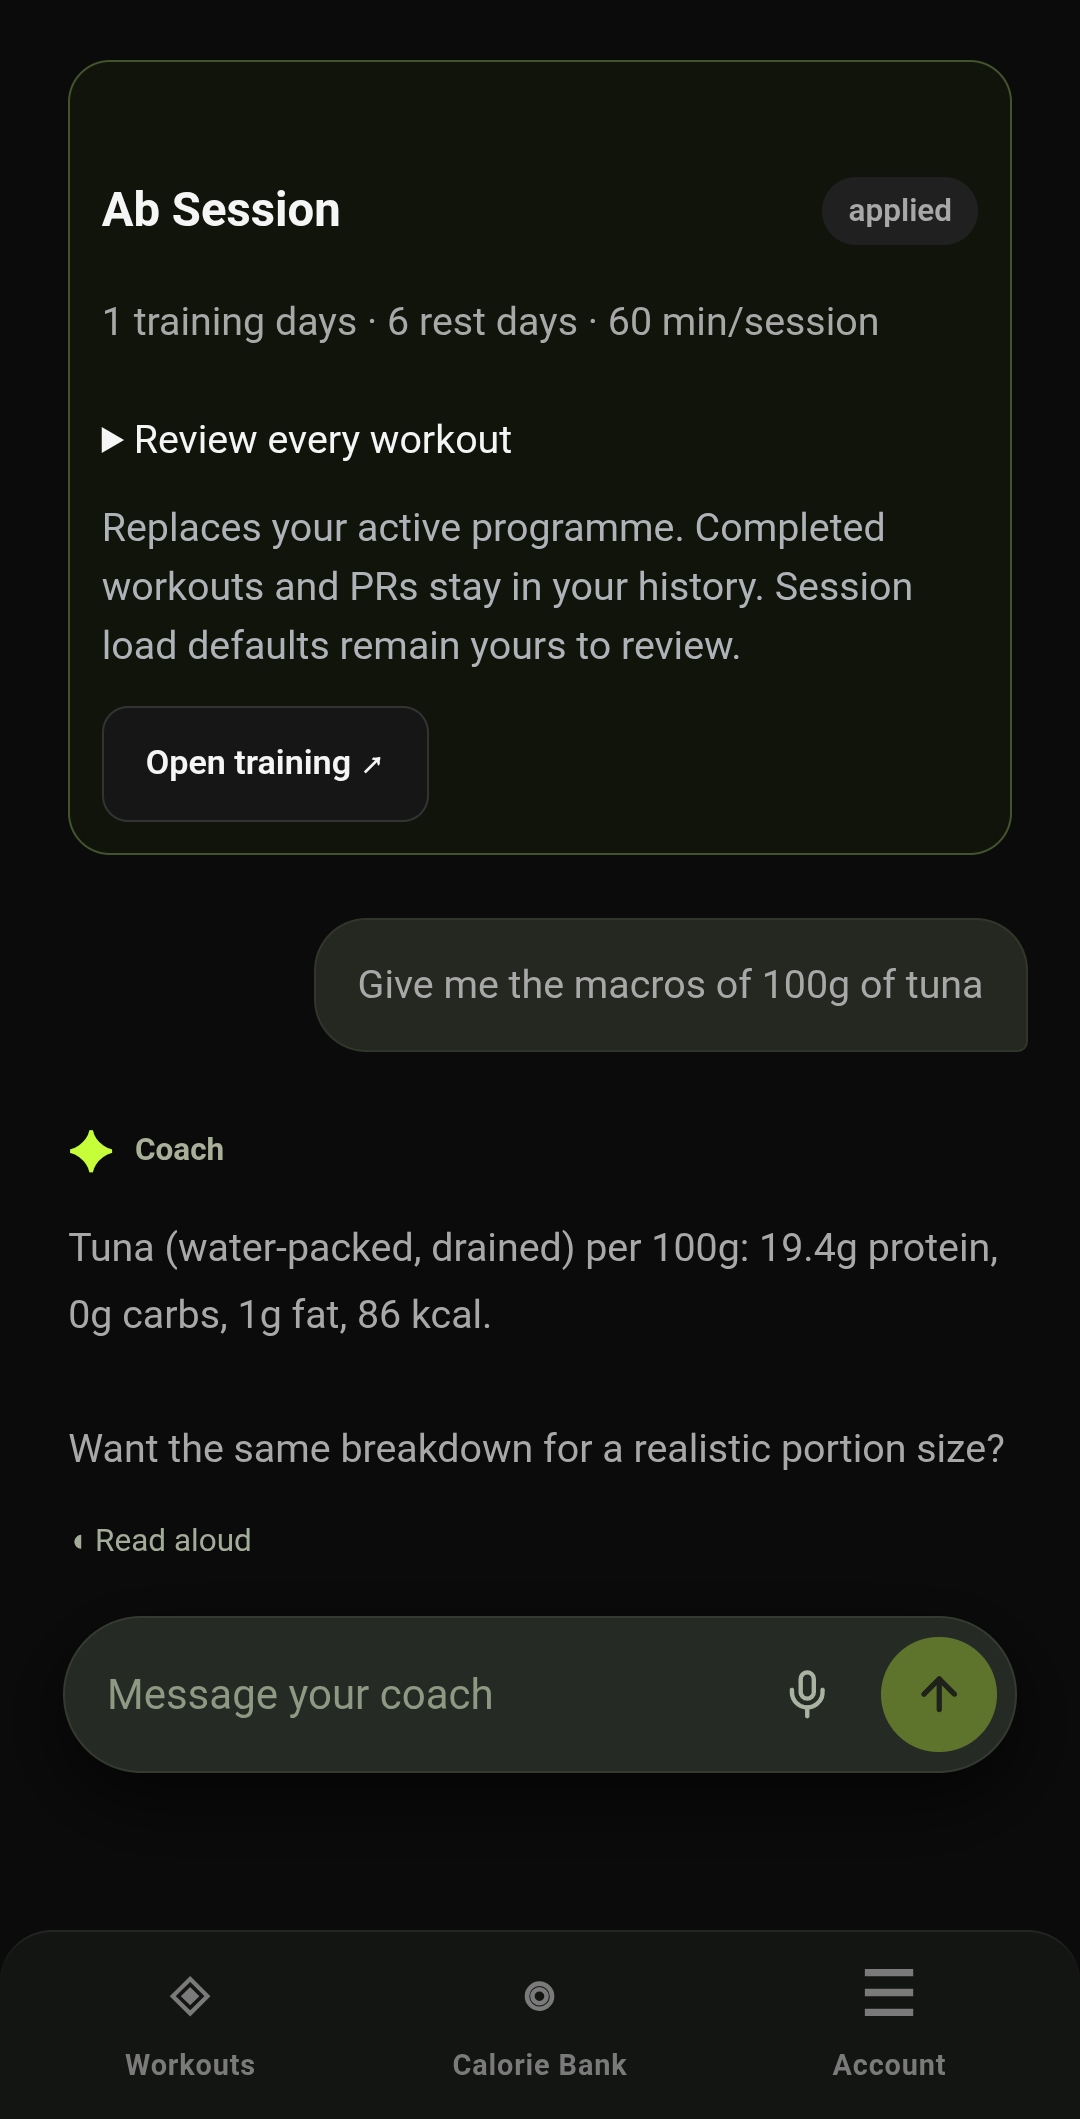 Ab Session
applied
1 training days · 6 rest days · 60 min/session
▶ Review every workout
Replaces your active programme. Completed
workouts and PRs stay in your history. Session
load defaults remain yours to review.
Open training ↗
Give me the macros of 100g of tuna
Coach
Tuna (water-packed, drained) per 100g: 19.4g protein,
0g carbs, 1g fat, 86 kcal.
Want the same breakdown for a realistic portion size?
Read aloud
Message your coach
Workouts
Calorie Bank
Account